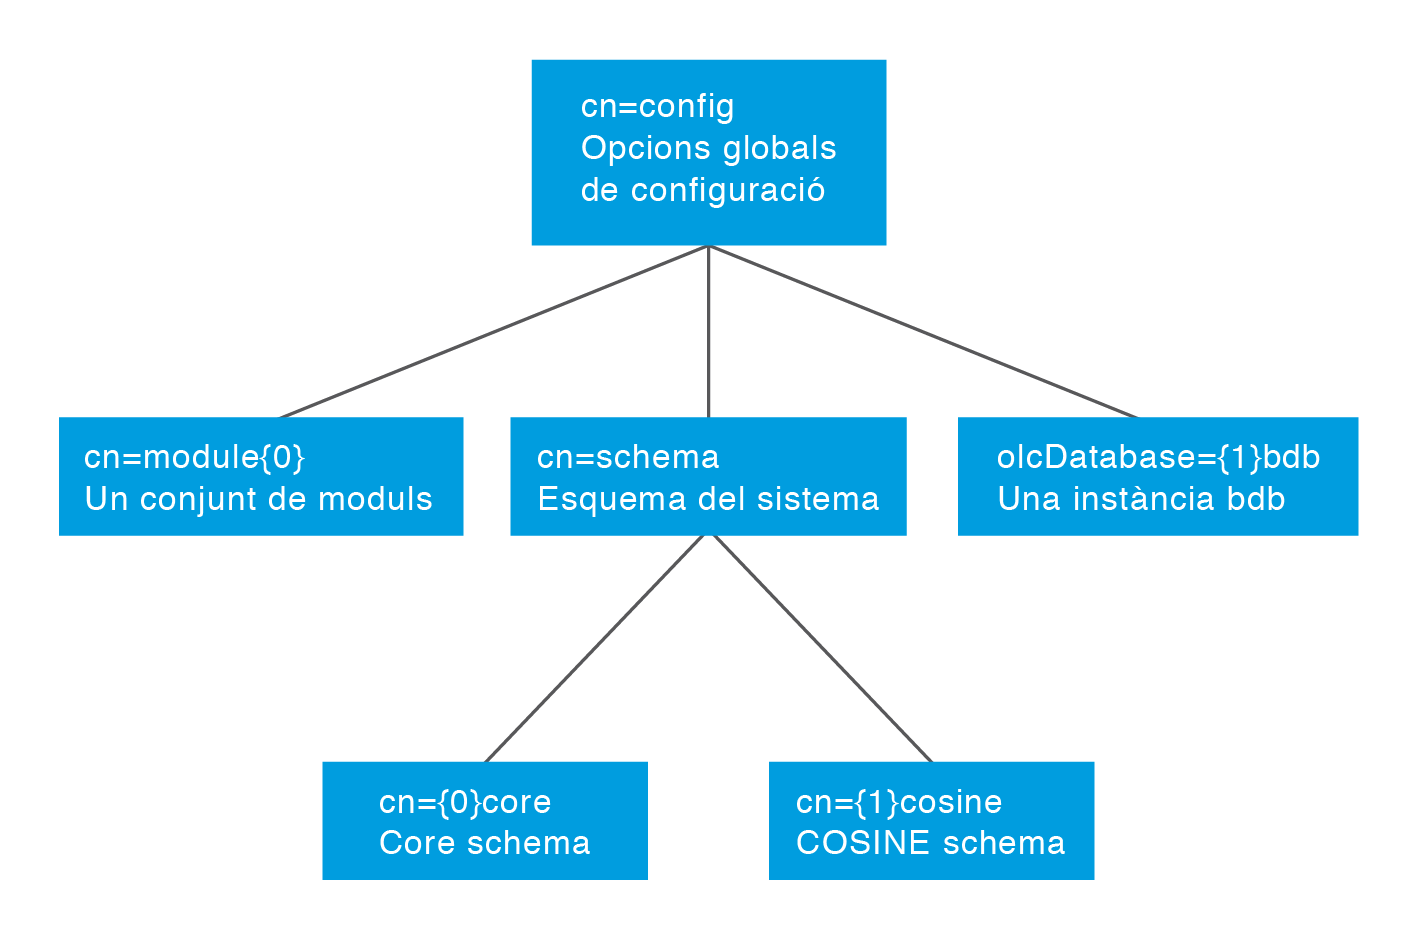 cn=config
Opcions globals
de configuració
cn=module{0}
Un conjunt de moduls
cn=schema
Esquema del sistema
olcDatabase={1}bdb
Una instància bdb
cn={0}core
Core schema
cn={1}cosine
COSINE schema